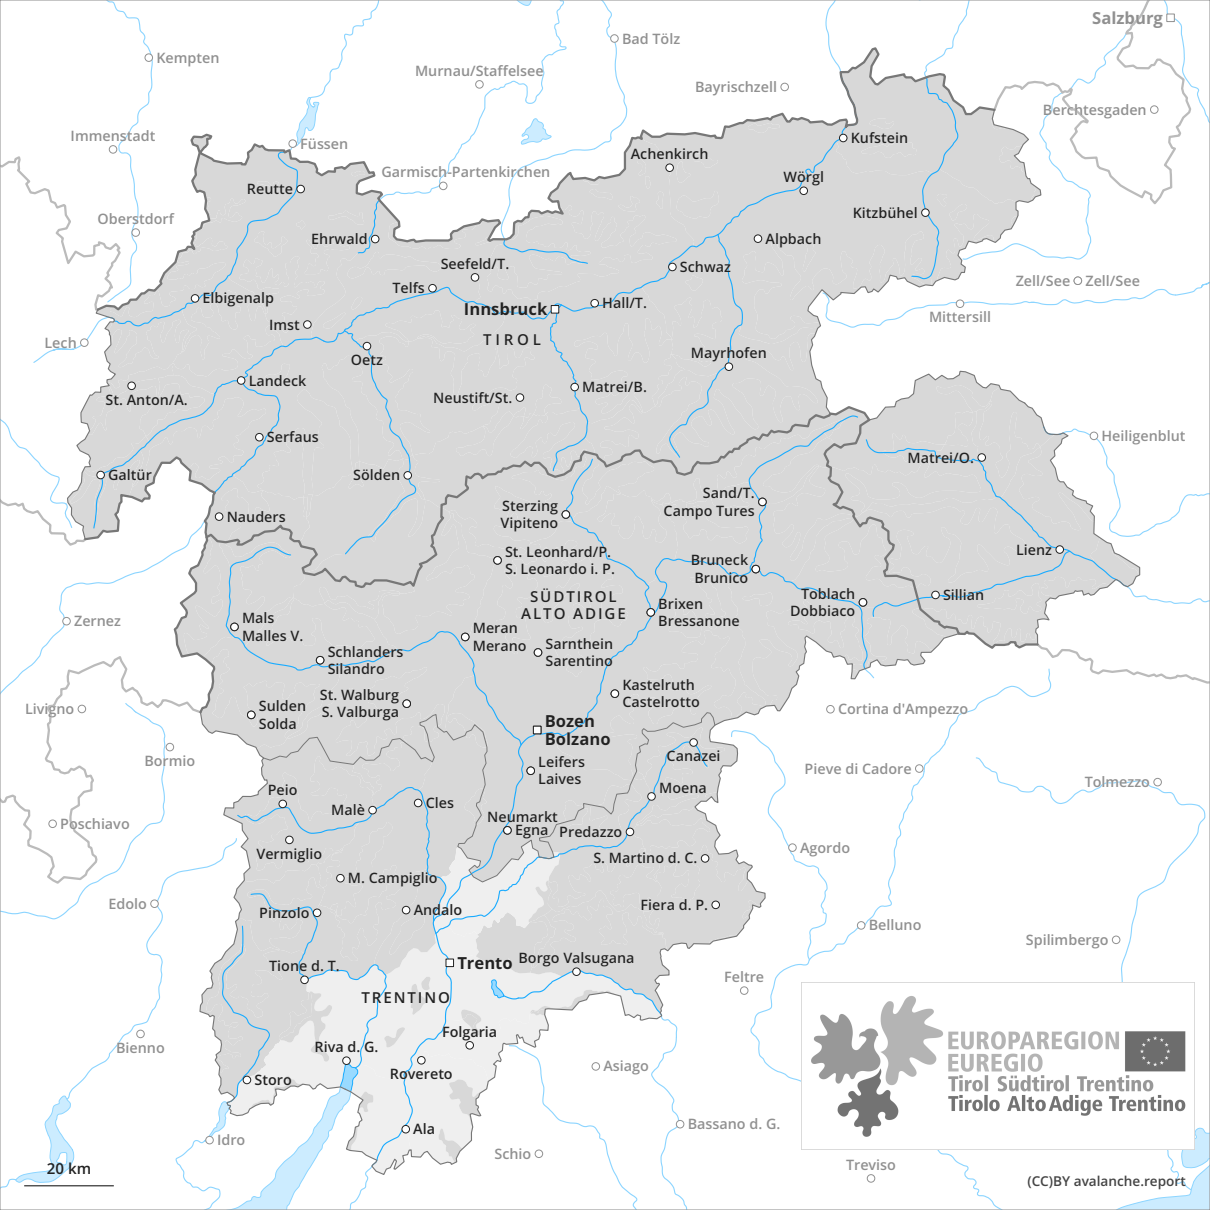 Salzburg
Bad Tölz
Kempten
Murnau/Staffelsee
Bayrischzell
Berchtesgaden
Immenstadt
Füssen
Kufstein
Achenkirch
Garmisch-Partenkirchen
Wörgl
Reutte
Oberstdorf
Kitzbühel
Ehrwald
Alpbach
Seefeld/T.
Schwaz
Zell/See
Zell/See
Telfs
Elbigenalp
Innsbruck
Hall/T.
Mittersill
Imst
TIROL
Lech
Oetz
Mayrhofen
Landeck
Matrei/B.
St. Anton/A.
Neustift/St.
Serfaus
Heiligenblut
Matrei/O.
Galtür
Sölden
Sand/T.
Campo Tures
Sterzing
Vipiteno
Nauders
Lienz
St. Leonhard/P.
S. Leonardo i. P.
Bruneck
Brunico
SÜDTIROL
ALTO ADIGE
Toblach
Dobbiaco
Sillian
Brixen
Bressanone
Zernez
Mals
Malles V.
Meran
Merano
Sarnthein
Sarentino
Schlanders
Silandro
Kastelruth
Castelrotto
St. Walburg
S. Valburga
Livigno
Sulden
Solda
Cortina d'Ampezzo
Bozen
Bolzano
Bormio
Canazei
Leifers
Laives
Pieve di Cadore
Tolmezzo
Peio
Moena
Malè
Cles
Neumarkt
Egna
Poschiavo
Predazzo
Vermiglio
S. Martino d. C.
Agordo
M. Campiglio
Edolo
Pinzolo
Andalo
Fiera d. P.
Belluno
Spilimbergo
Tione d. T.
Trento
Borgo Valsugana
Feltre
TRENTINO
Folgaria
Bienno
Riva d. G.
EUROPAREGION
EUREGIO
Tirol Südtirol Trentino
Tirolo Alto Adige Trentino
Asiago
Rovereto
Storo
Idro
Ala
Bassano d. G.
Schio
Treviso
20 km
(CC)BY avalanche.report